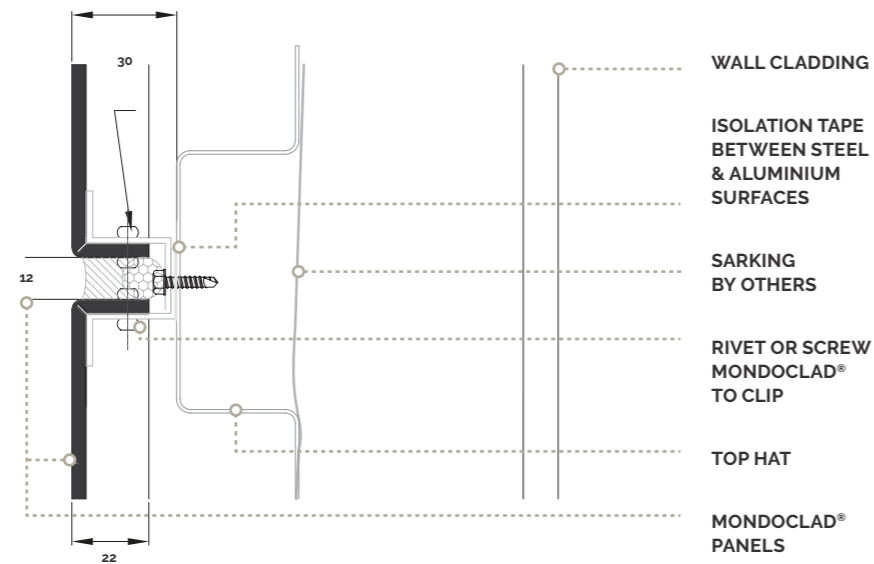 30
12
22
WALL CLADDING
ISOLATION TAPE
BETWEEN STEEL
& ALUMINIUM
SURFACES
SARKING
BY OTHERS
RIVET OR SCREW
MONDOCLAD®
TO CLIP
TOP HAT
MONDOCLAD®
PANELS